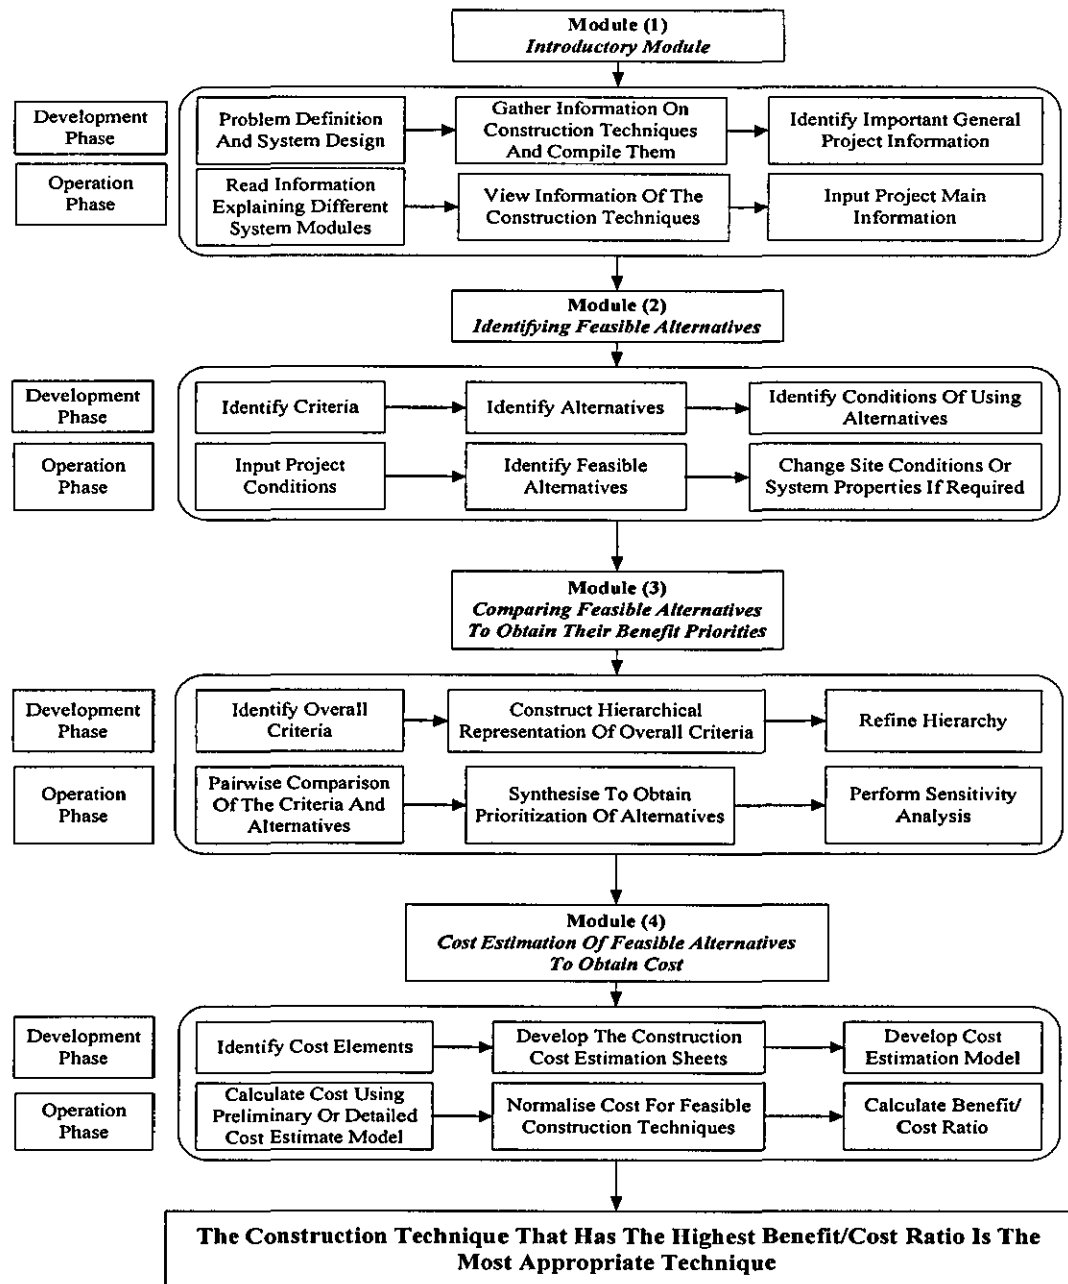 Module (1)
Introductory Module
Development
Phase
Problem Definition
And System Design
Gather Information On
Construction Techniques
And Compile Them
Identify Important General
Project Information
Operation
Phase
Read Information
Explaining Different
System Modules
View Information Of The
Construction Techniques
Input Project Main
Information
Module (2)
Identifying Feasible Alternatives
Development
Phase
Identify Criteria
Identify Alternatives
Identify Conditions Of Using
Alternatives
Operation
Phase
Input Project
Conditions
Identify Feasible
Alternatives
Change Site Conditions Or
System Properties If Required
Module (3)
Comparing Feasible Alternatives
To Obtain Their Benefit Priorities
Development
Phase
Identify Overall
Criteria
Construct Hierarchical
Representation Of Overall Criteria
Refine Hierarchy
Operation
Phase
Pairwise Comparison
Of The Criteria And
Alternatives
Synthesise To Obtain
Prioritization Of Alternatives
Perform Sensitivity
Analysis
Module (4)
Cost Estimation Of Feasible Alternatives
To Obtain Cost
Development
Phase
Identify Cost Elements
Develop The Construction
Cost Estimation Sheets
Develop Cost
Estimation Model
Operation
Phase
Calculate Cost Using
Preliminary Or Detailed
Cost Estimate Model
Normalise Cost For Feasible
Construction Techniques
Calculate Benefit/
Cost Ratio
The Construction Technique That Has The Highest Benefit/Cost Ratio Is The
Most Appropriate Technique